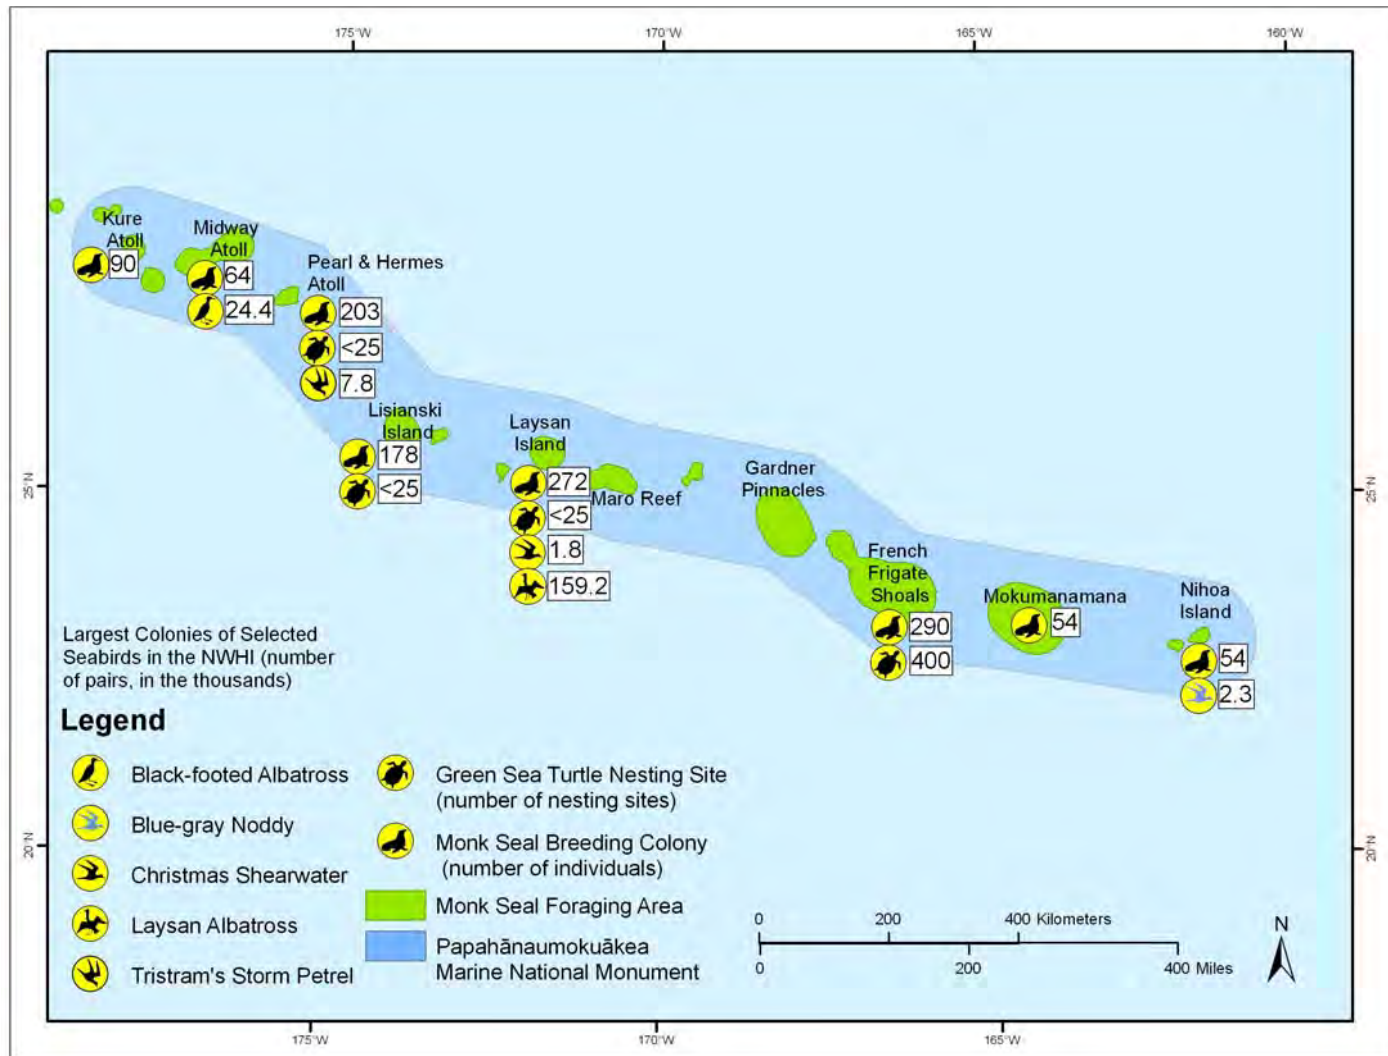 175°W
170°W
165°W
160°W
Kure
Atoll
90
Midway
Atoll
64
24.4
Pearl & Hermes
Atoll
203
<25
7.8
Lisianski
Island
178
<25
Laysan
Island
272
<25
1.8
159.2
Maro Reef
Gardner
Pinnacles
French
Frigate
Shoals
290
400
Mokumanamana
54
Nihoa
Island
54
2.3
25°N
25°N
20°N
20°N
Largest Colonies of Selected
Seabirds in the NWHI (number
of pairs, in the thousands)
Legend
Black-footed Albatross
Blue-gray Noddy
Christmas Shearwater
Laysan Albatross
Tristram's Storm Petrel
Green Sea Turtle Nesting Site
(number of nesting sites)
Monk Seal Breeding Colony
(number of individuals)
Monk Seal Foraging Area
Papahānaumokuākea
Marine National Monument
0 200 400 Kilometers
0 200 400 Miles
N
175°W
170°W
165°W